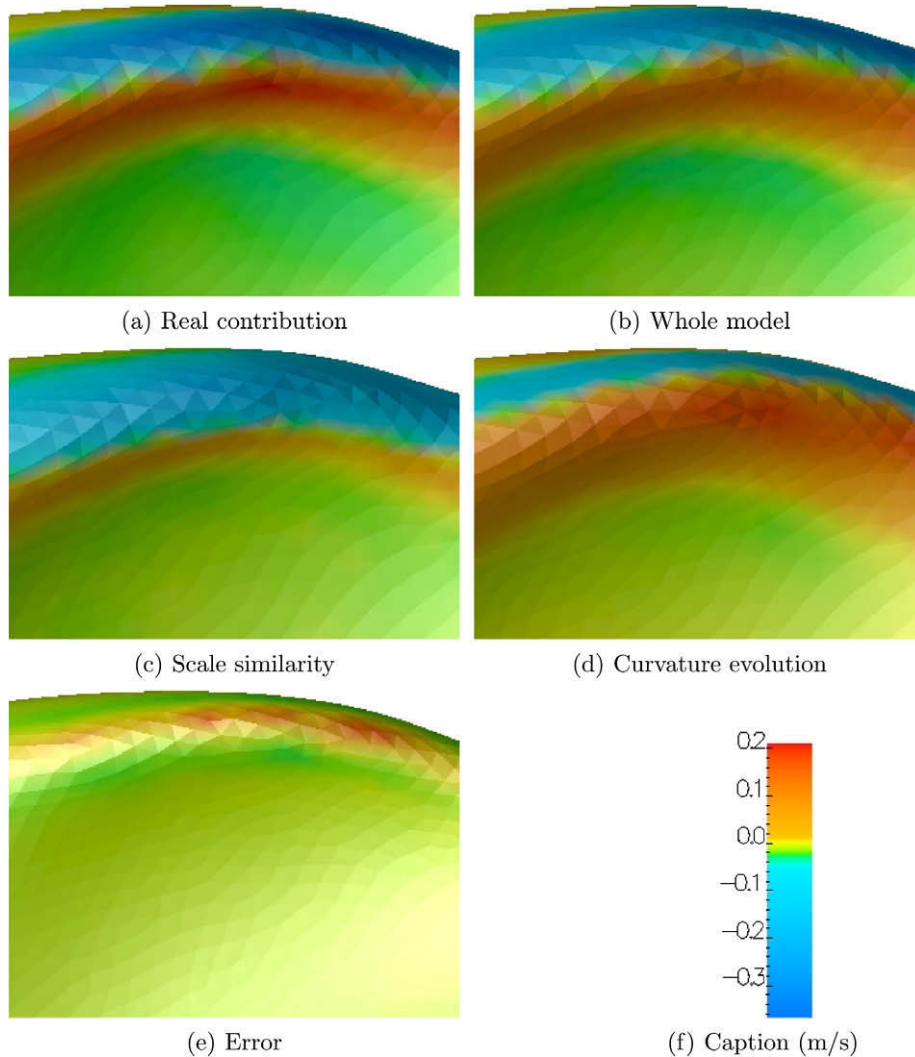 (a) Real contribution
(b) Whole model
(c) Scale similarity
(d) Curvature evolution
0.2
0.1
0.0
−0.1
−0.2
−0.3
(e) Error
(f) Caption (m/s)